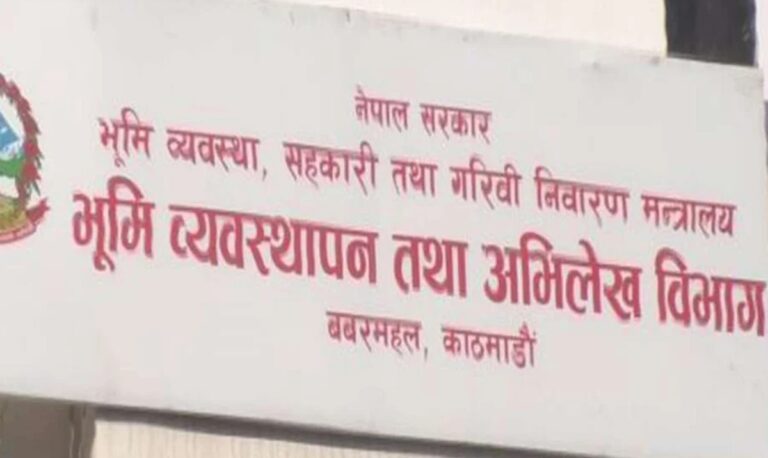 नेपाल सरकार
भूमि व्यवस्था, सहकारी तथा गरिवी निवारण मन्त्रालय
भूमि व्यवस्थापन तथा अभिलेख विभाग
बबरमहल, काठमाडौं